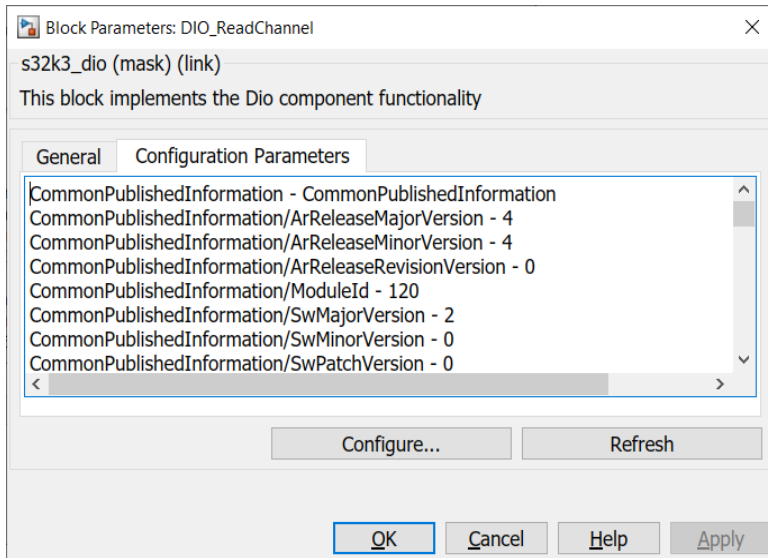 Block Parameters: DIO_ReadChannel
s32k3_dio (mask) (link)
This block implements the Dio component functionality
General Configuration Parameters
CommonPublishedInformation - CommonPublishedInformation
CommonPublishedInformation/ArReleaseMajorVersion - 4
CommonPublishedInformation/ArReleaseMinorVersion - 4
CommonPublishedInformation/ArReleaseRevisionVersion - 0
CommonPublishedInformation/ModuleId - 120
CommonPublishedInformation/SwMajorVersion - 2
CommonPublishedInformation/SwMinorVersion - 0
CommonPublishedInformation/SwPatchVersion - 0
Configure... Refresh
OK Cancel Help Apply